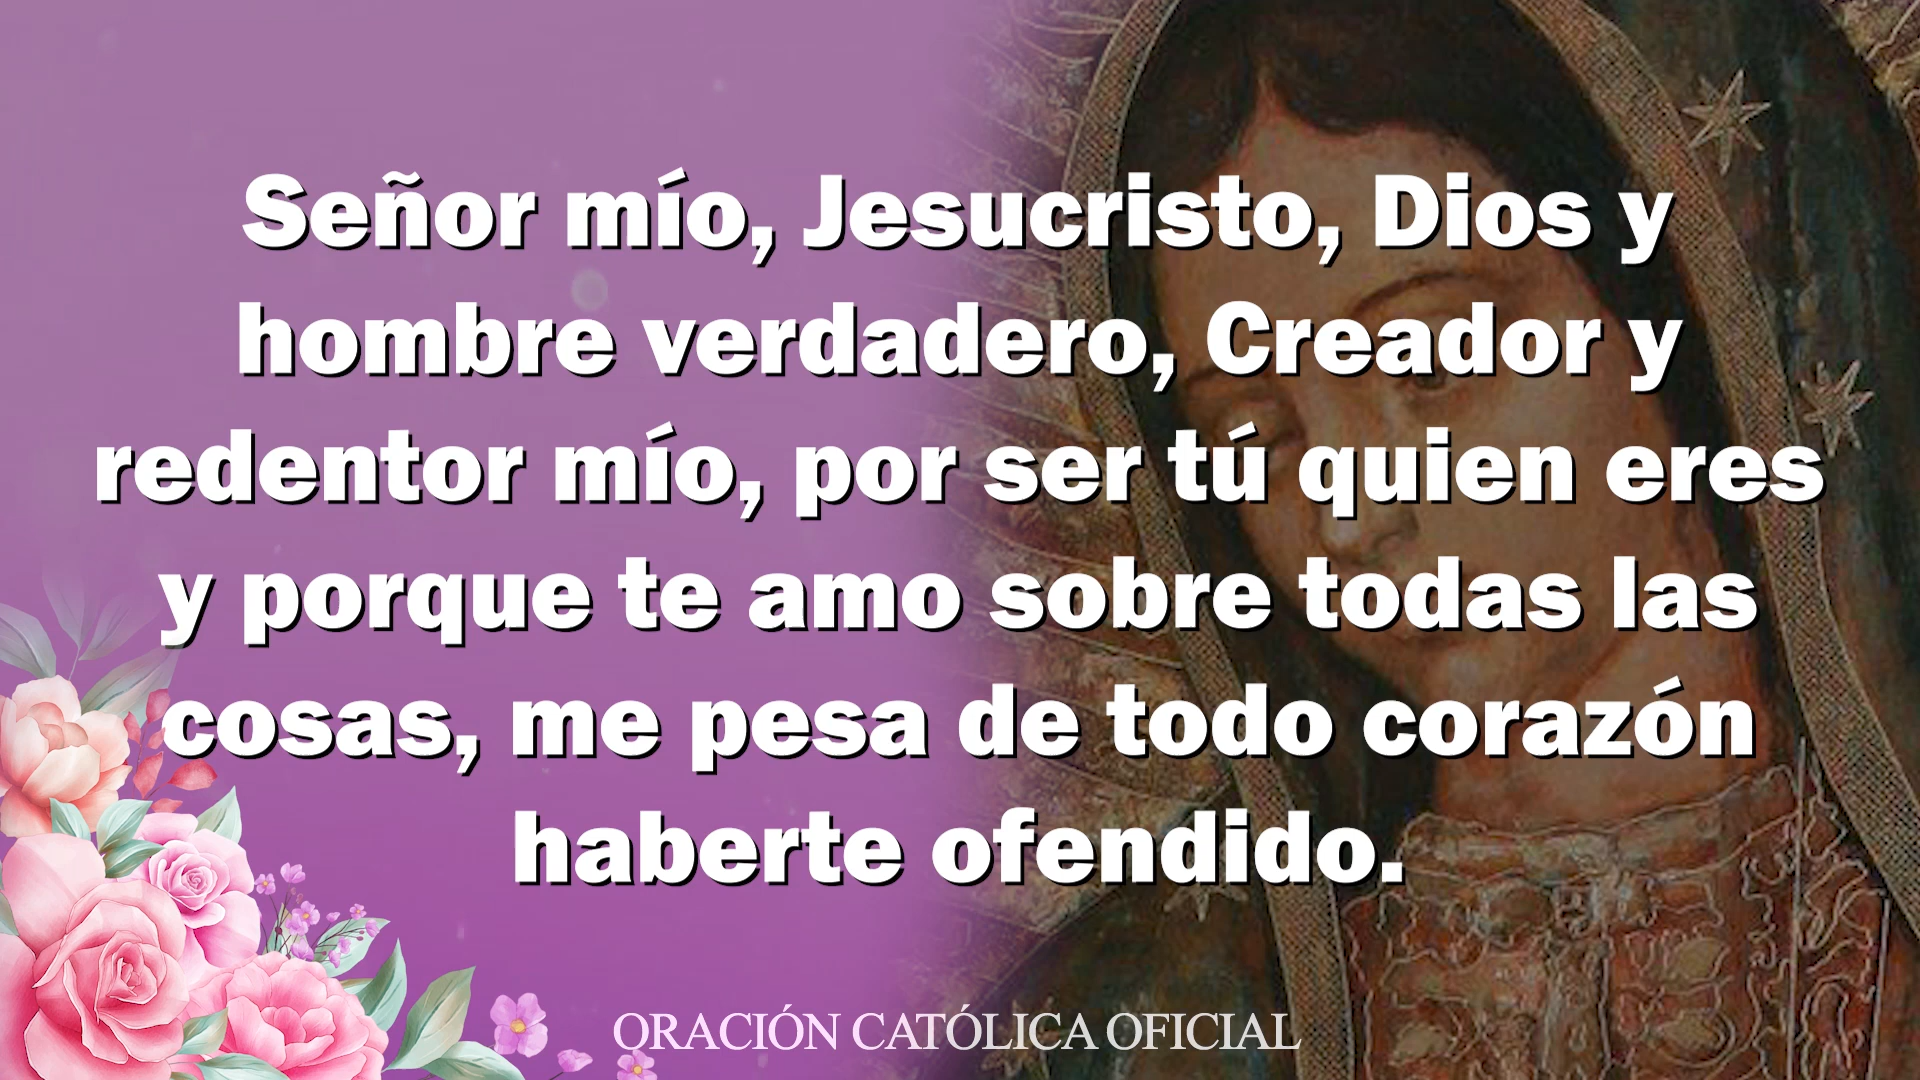 Señor mío, Jesucristo, Dios y
hombre verdadero, Creador y
redentor mío, por ser tú quien eres
y porque te amo sobre todas las
cosas, me pesa de todo corazón
haberte ofendido.
ORACIÓN CATÓLICA OFICIAL